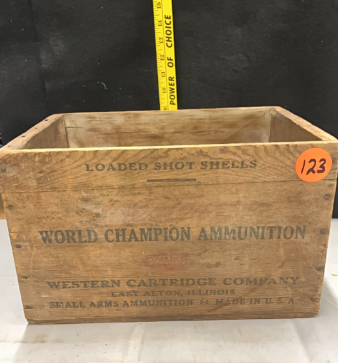 POWER OF CHOICE
LOADED SHOT SHELLS
123
WORLD CHAMPION AMMUNITION
WESTERN CARTRIDGE COMPANY
EAST ALTON, ILLINOIS
SMALL ARMS AMMUNITION MADE IN U.S.A.